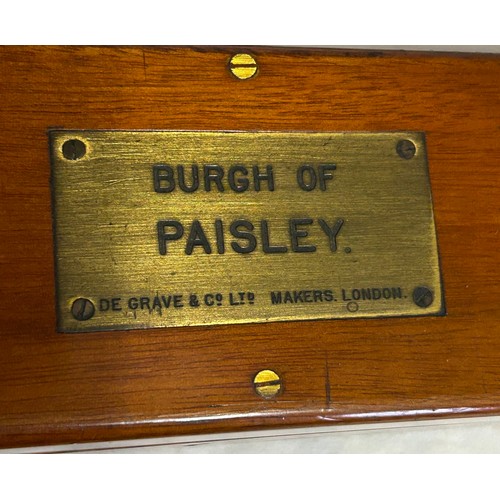 BURGH OF
PAISLEY.
DE GRAVE & Co LTD MAKERS. LONDON.